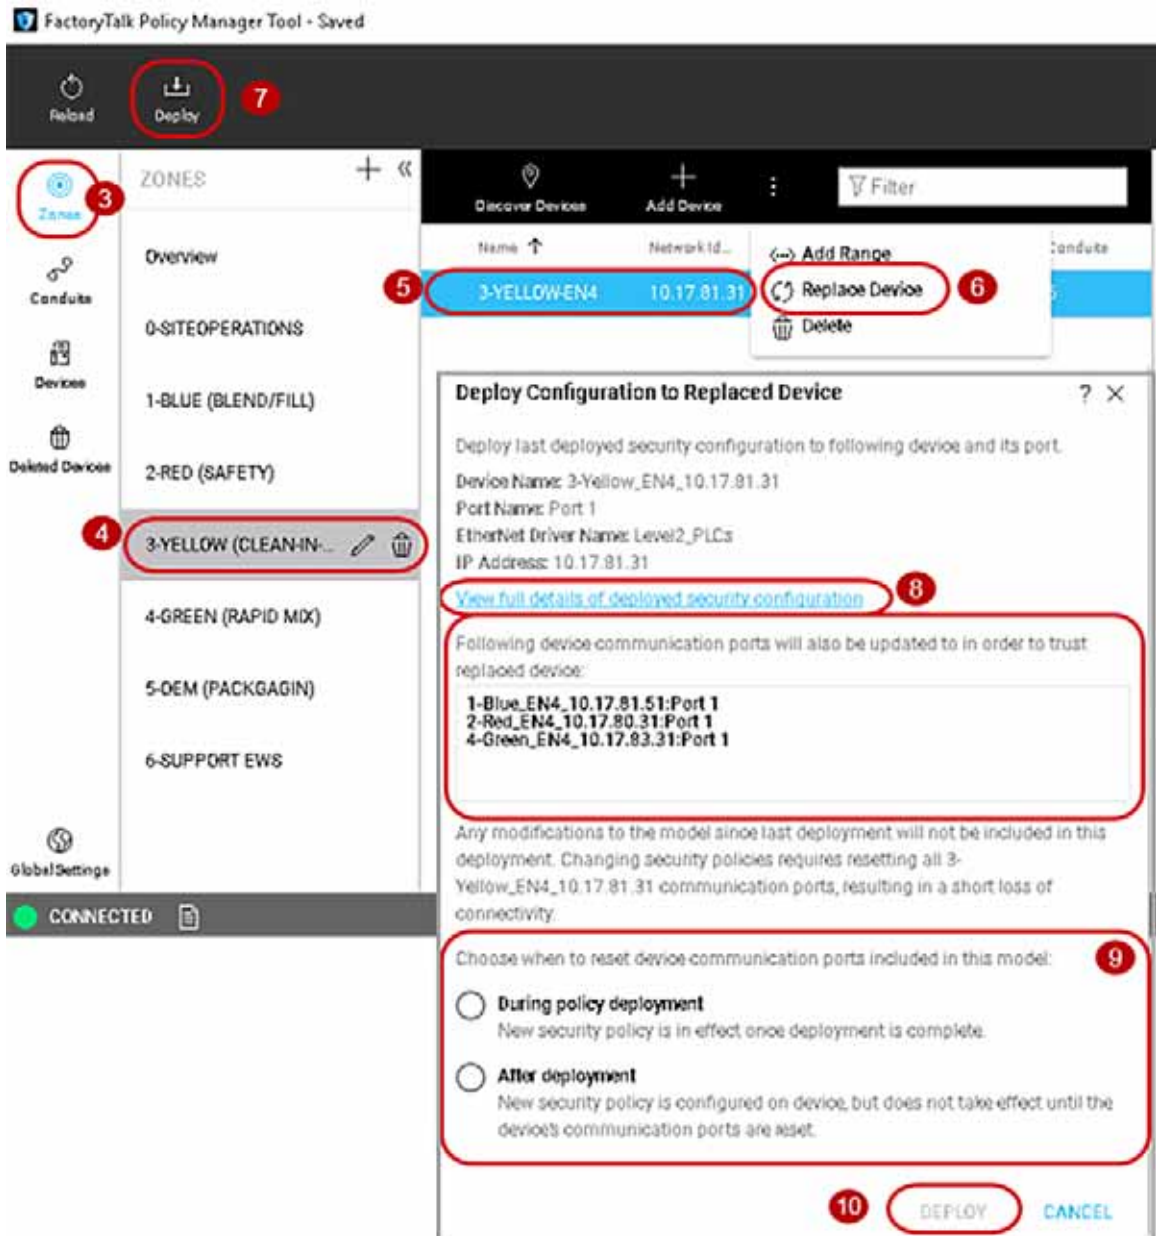 FactoryTalk Policy Manager Tool - Saved
Reload
Deploy
7
3
Zones
Conduits
Devices
Deleted Devices
Global Settings
ZONES
Overview
0-SITEOPERATIONS
1-BLUE (BLEND/FILL)
2-RED (SAFETY)
4
3-YELLOW (CLEAN-IN-...
4-GREEN (RAPID MIX)
5-OEM (PACKGAGIN)
6-SUPPORT EWS
CONNECTED
Discover Devices
Add Device
Filter
Name
Network Id...
Conduits
5
3-YELLOW-EN4 10.17.81.31
Add Range
Replace Device
6
Delete
Deploy Configuration to Replaced Device
?
Deploy last deployed security configuration to following device and its port.
Device Name: 3-Yellow_EN4_10.17.81.31
Port Name: Port 1
EtherNet Driver Name: Level2_PLCs
IP Address: 10.17.81.31
View full details of deployed security configuration
8
Following device communication ports will also be updated to in order to trust
replaced device:
1-Blue_EN4_10.17.81.51:Port 1
2-Red_EN4_10.17.80.31:Port 1
4-Green_EN4_10.17.83.31:Port 1
Any modifications to the model since last deployment will not be included in this
deployment. Changing security policies requires resetting all 3-
Yellow_EN4_10.17.81.31 communication ports, resulting in a short loss of
connectivity.
Choose when to reset device communication ports included in this model:
9
During policy deployment
New security policy is in effect once deployment is complete.
After deployment
New security policy is configured on device, but does not take effect until the
device's communication ports are reset.
10
DEPLOY
CANCEL